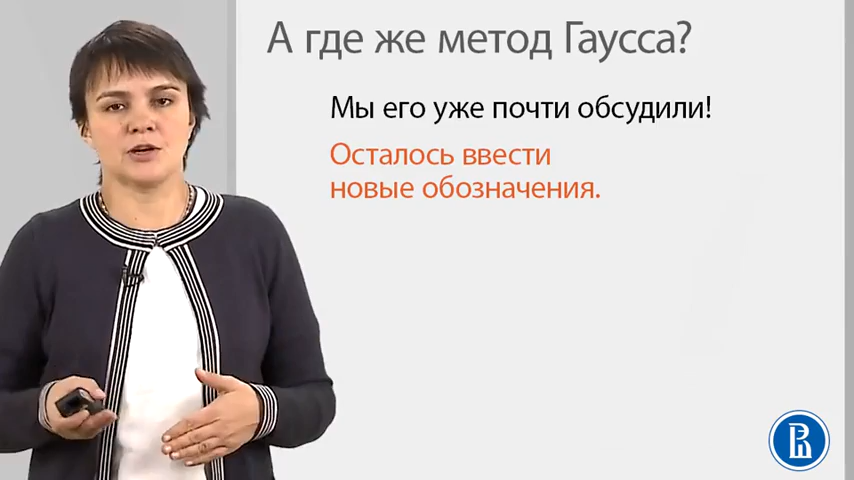 А где же метод Гаусса?
Мы его уже почти обсудили!
Осталось ввести
новые обозначения.